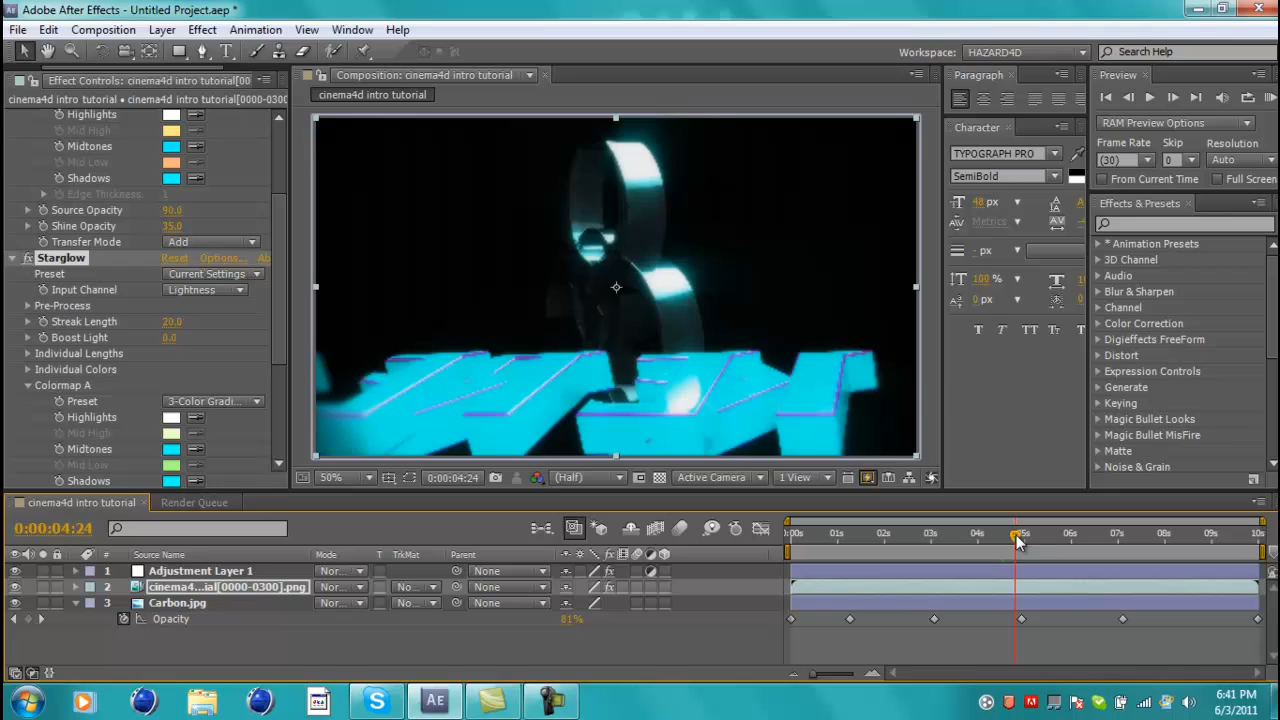 Adobe After Effects - Untitled Project.aep *
File Edit Composition Layer Effect Animation View Window Help
Workspace: HAZARD4D Search Help
Effect Controls: cinema4d intro tutorial[00
cinema4d intro tutorial • cinema4d intro tutorial[0000-0300
Highlights
Mid High
Midtones
Mid Low
Shadows
Edge Thickness: 1
Source Opacity 90.0
Shine Opacity 35.0
Transfer Mode Add
fx Starglow Reset Options... Ab
Preset Current Settings
Input Channel Lightness
Pre-Process
Streak Length 20.0
Boost Light 0.0
Individual Lengths
Individual Colors
Colormap A
Preset 3-Color Gradi...
Highlights
Mid High
Midtones
Mid Low
Shadows
Composition: cinema4d intro tutorial
cinema4d intro tutorial
50% 0:00:04:24 (Half) Active Camera 1 View
Paragraph
Character
TYPOGRAPH PRO
SemiBold
48 px
Metrics
- px
100 %
0 px
T T TT Tт
Preview
RAM Preview Options
Frame Rate Skip Resolution
(30) 0 Auto
From Current Time Full Screen
Effects & Presets
* Animation Presets
3D Channel
Audio
Blur & Sharpen
Channel
Color Correction
Digieffects FreeForm
Distort
Expression Controls
Generate
Keying
Magic Bullet Looks
Magic Bullet MisFire
Matte
Noise & Grain
cinema4d intro tutorial Render Queue
0:00:04:24
:00s 01s 02s 03s 04s 05s 06s 07s 08s 09s 10s
# Source Name Mode T TrkMat Parent
1 Adjustment Layer 1 Nor... None
2 cinema4...ial[0000-0300].png Nor... No... None
3 Carbon.jpg Nor... No... None
Opacity 81%
6:41 PM
6/3/2011